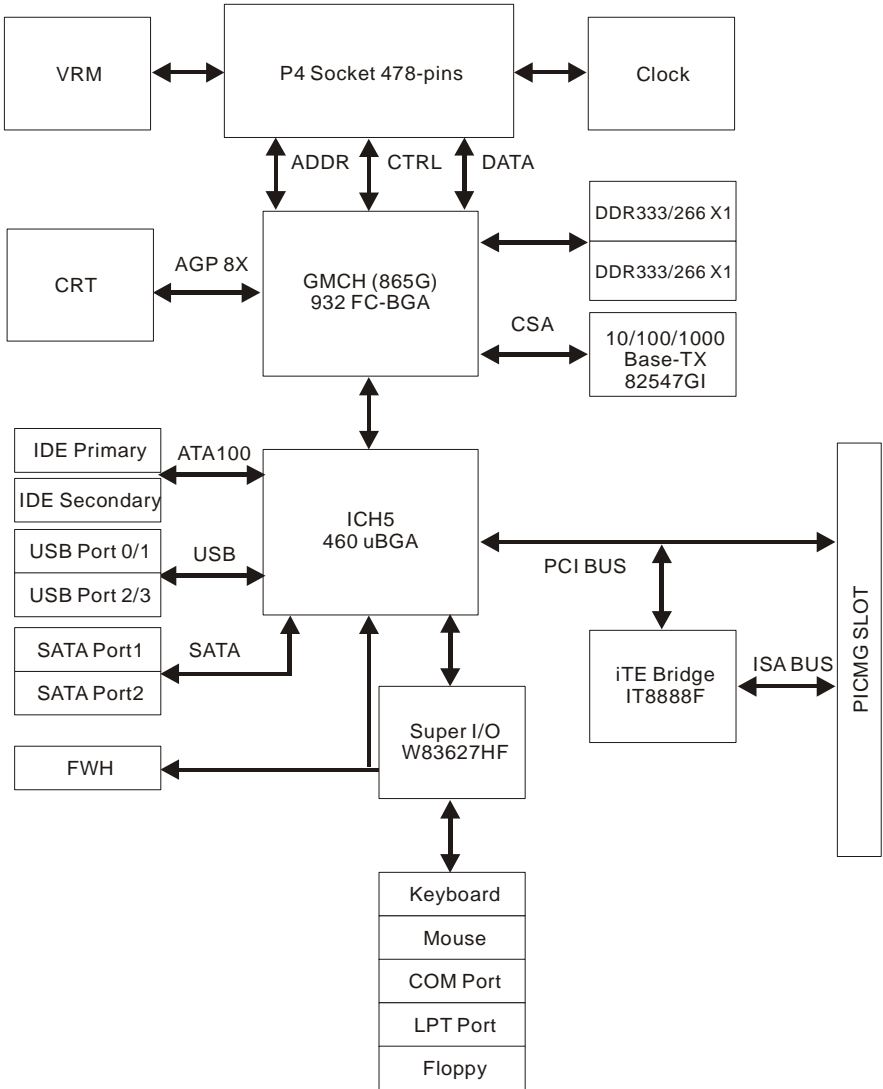 VRM
P4 Socket 478-pins
Clock
ADDR
CTRL
DATA
DDR333/266 X1
DDR333/266 X1
CRT
AGP 8X
GMCH (865G)
932 FC-BGA
CSA
10/100/1000
Base-TX
82547GI
IDE Primary
IDE Secondary
ATA100
ICH5
460 uBGA
USB Port 0/1
USB Port 2/3
USB
PCI BUS
SATA Port1
SATA Port2
SATA
iTE Bridge
IT8888F
ISA BUS
PICMG SLOT
Super I/O
W83627HF
FWH
Keyboard
Mouse
COM Port
LPT Port
Floppy